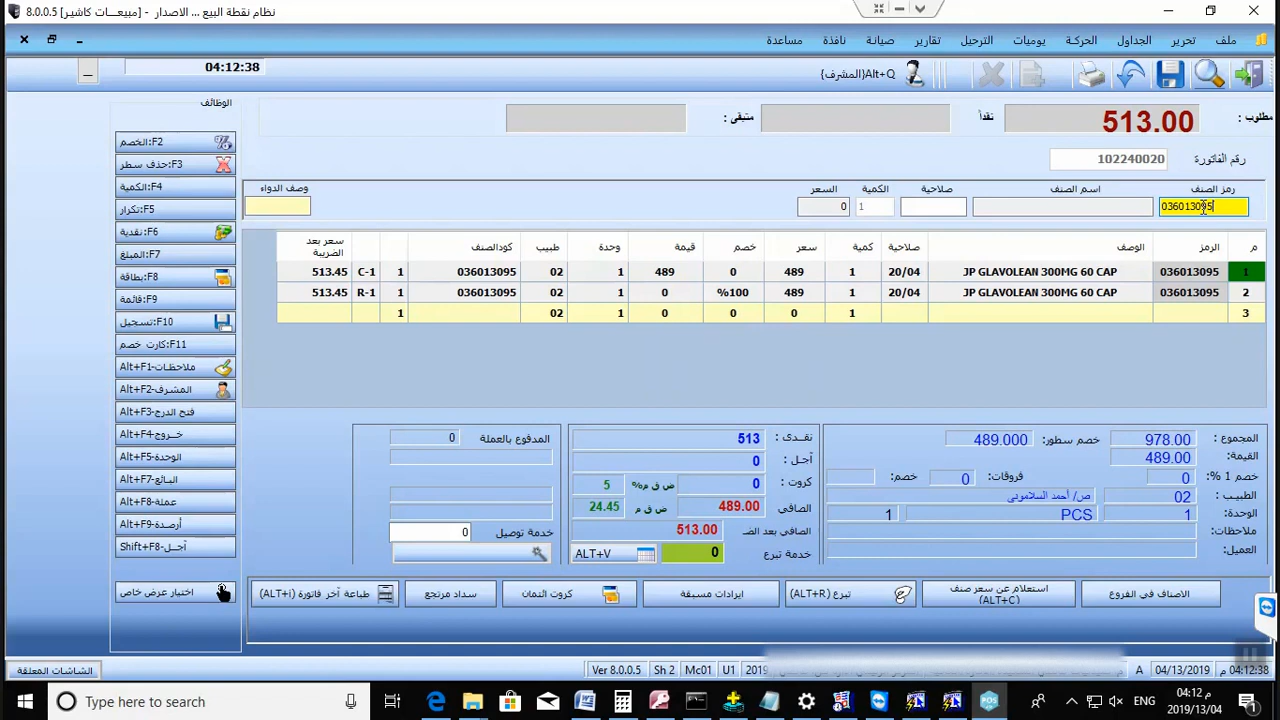 نظام نقطة البيع ... الاصدار - [مبيعـــات كاشير] 8.0.0.5
ملف تحرير الجداول الحركة يوميات الترحيل تقارير صيانة نافذة مساعدة
Alt+Q{المشرف}
04:12:38
مطلوب : 513.00 نقداً متبقى :
رقم الفاتورة 102240020
رمز الصنف اسم الصنف صلاحية الكمية السعر وصف الدواء
036013095 1 0
م الرمز الوصف صلاحية كمية سعر خصم قيمة وحدة طبيب كودالصنف سعر بعد الضريبة
1 036013095 JP GLAVOLEAN 300MG 60 CAP 20/04 1 489 0 489 1 02 036013095 1 C-1 513.45
2 036013095 JP GLAVOLEAN 300MG 60 CAP 20/04 1 489 %100 0 1 02 036013095 1 R-1 513.45
3 1 0 0 0 1 02 1
الوظائف
F2:الخصم
F3:حذف سطر
F4:الكمية
F5:تكرار
F6:نقدية
F7:المبلغ
F8:بطاقة
F9:قائمة
F10:تسجيل
F11:كارت خصم
Alt+F1-ملاحظات
Alt+F2-المشرف
Alt+F3-فتح الدرج
Alt+F4-خروج
Alt+F5-الوحدة
Alt+F7-البائع
Alt+F8-عملة
Alt+F9-أرصدة
Shift+F8-آجـل
اختيار عرض خاص
المجموع : 978.00 خصم سطور: 489.000
القيمة: 489.00
خصم 1 %: 0 فروقات: 0 خصم:
الطبيب : 02 ص/ أحمد السلامونى
الوحدة: 1 PCS 1
ملاحظات:
العميل:
نقـدى : 513
آجـل : 0
كروت : 0 ض ق م% 5
الصافي 489.00 ض ق م 24.45
الصافي بعد الضـ 513.00
خدمة تبرع 0 ALT+V
المدفوع بالعملة 0
خدمة توصيل 0
الاصناف في الفروع
استعلام عن سعر صنف (ALT+C)
تبرع (ALT+R)
ايرادات مسبقة
كروت ائتمان
سداد مرتجع
طباعة آخر فاتورة (ALT+i)
الشاشات المعلقة Ver 8.0.0.5 Sh 2 Mc01 U1 2019 A 04/13/2019 04:12:38 م
Type here to search
ENG 04:12 م
2019/13/04
1